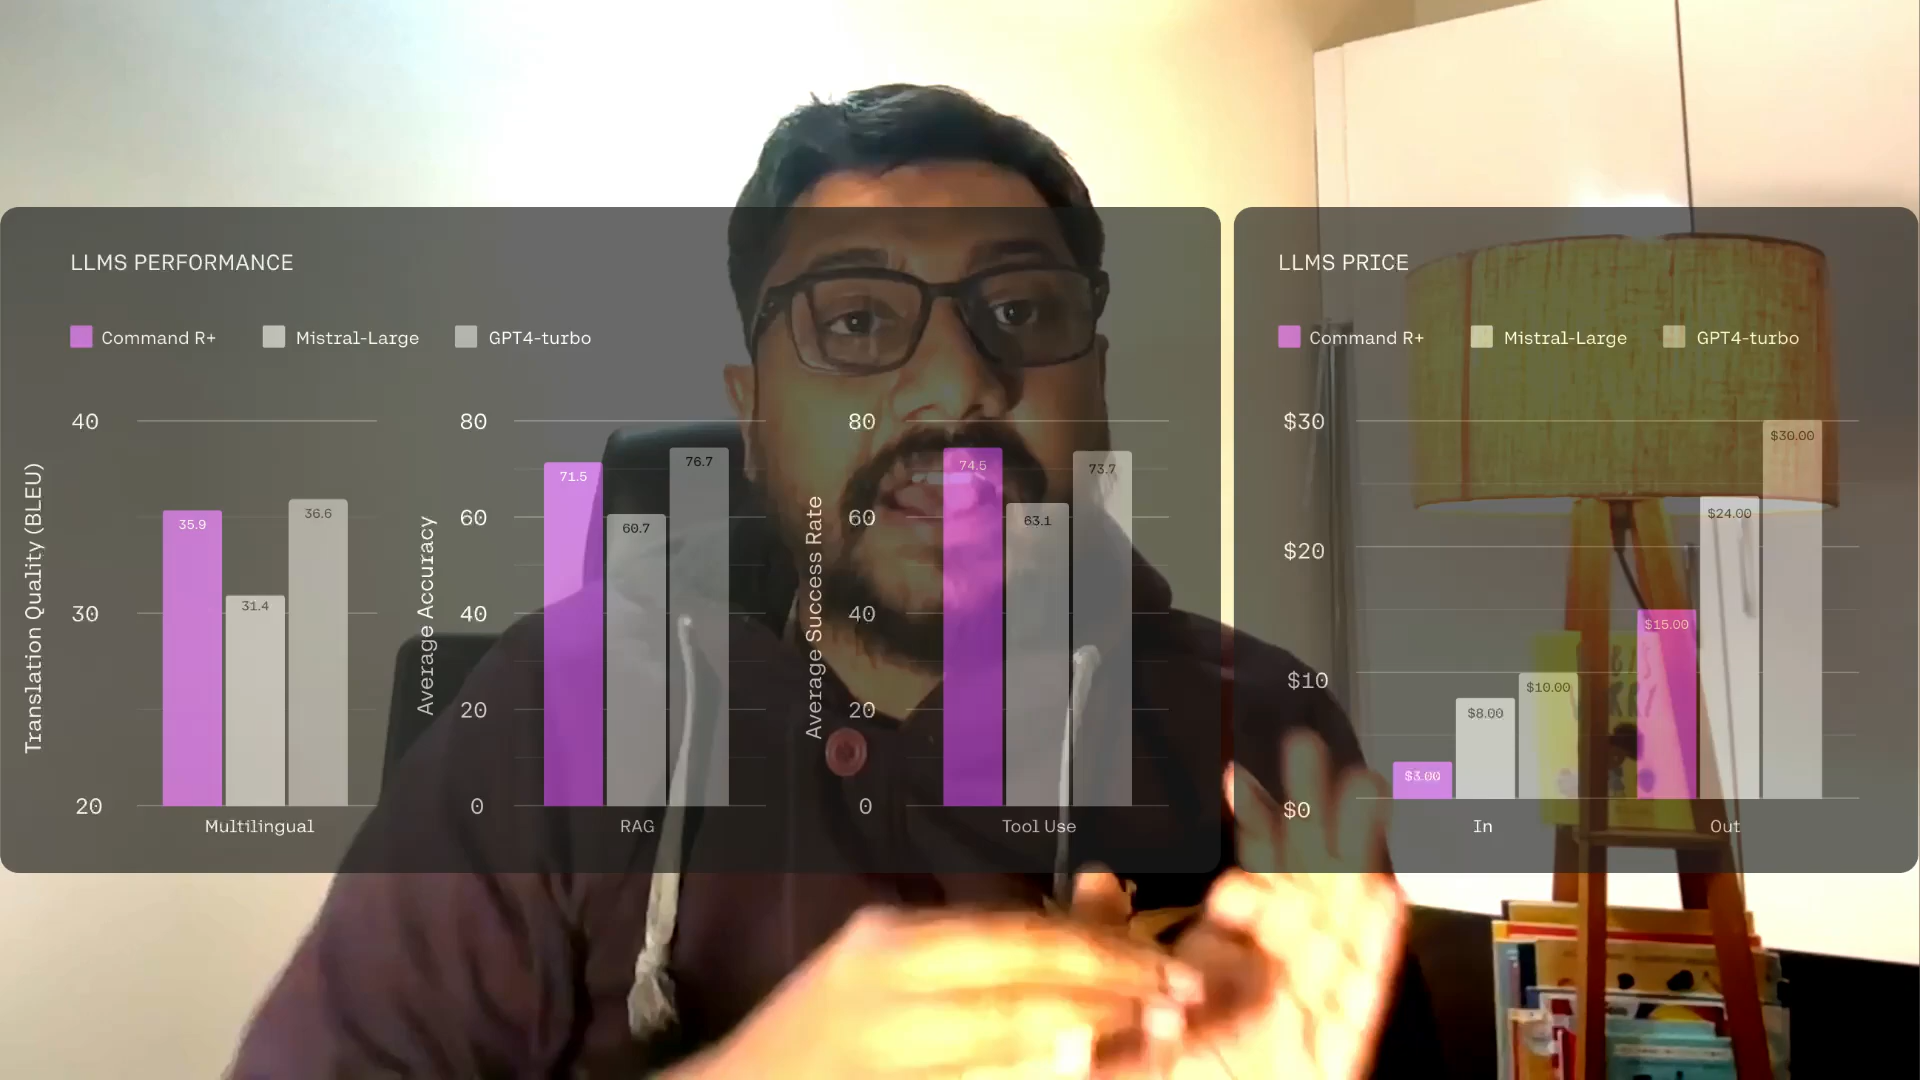 LLMS PERFORMANCE
Command R+ Mistral-Large GPT4-turbo
Translation Quality (BLEU)
40
30
20
35.9
31.4
36.6
Multilingual
Average Accuracy
80
60
40
20
0
71.5
60.7
76.7
RAG
Average Success Rate
80
60
40
20
0
74.5
63.1
73.7
Tool Use
LLMS PRICE
Command R+ Mistral-Large GPT4-turbo
$30
$20
$10
$0
$3.00
$8.00
$10.00
In
$15.00
$24.00
$30.00
Out